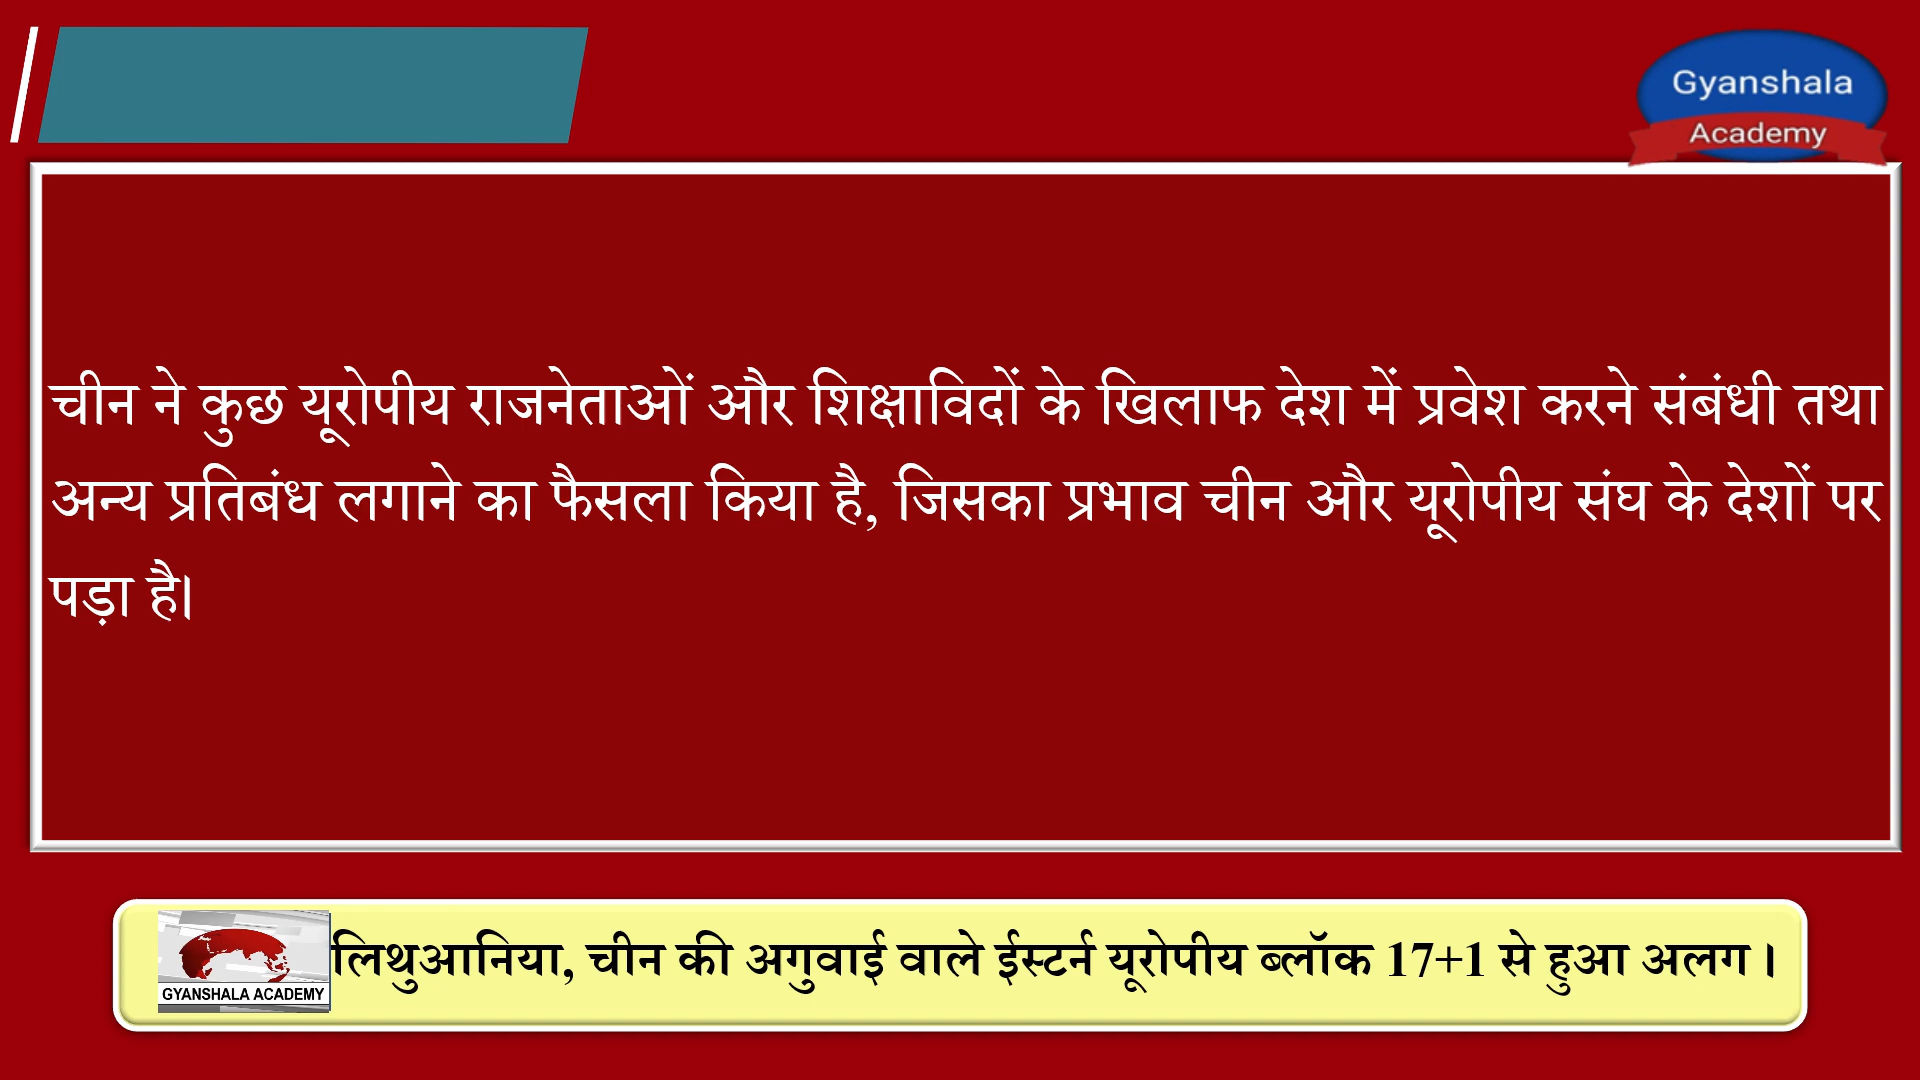 Gyanshala
Academy
चीन ने कुछ यूरोपीय राजनेताओं और शिक्षाविदों के खिलाफ देश में प्रवेश करने संबंधी तथा
अन्य प्रतिबंध लगाने का फैसला किया है, जिसका प्रभाव चीन और यूरोपीय संघ के देशों पर
पड़ा है।
GYANSHALA ACADEMY
लिथुआनिया, चीन की अगुवाई वाले ईस्टर्न यूरोपीय ब्लॉक 17+1 से हुआ अलग।